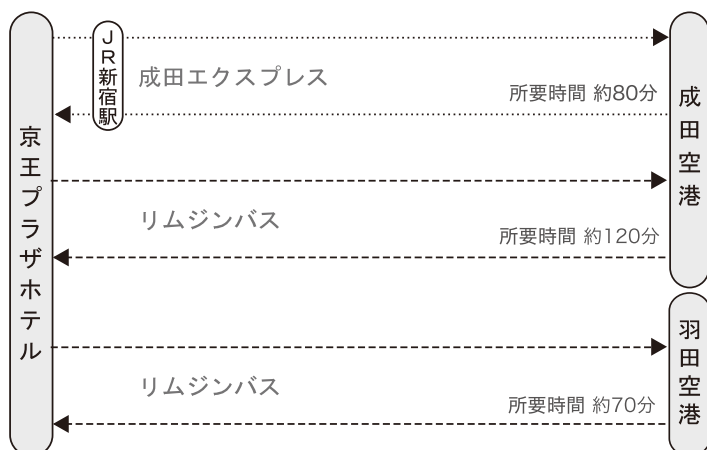 京王プラザホテル
JR新宿駅
成田エクスプレス
所要時間 約80分
リムジンバス
所要時間 約120分
成田空港
リムジンバス
所要時間 約70分
羽田空港